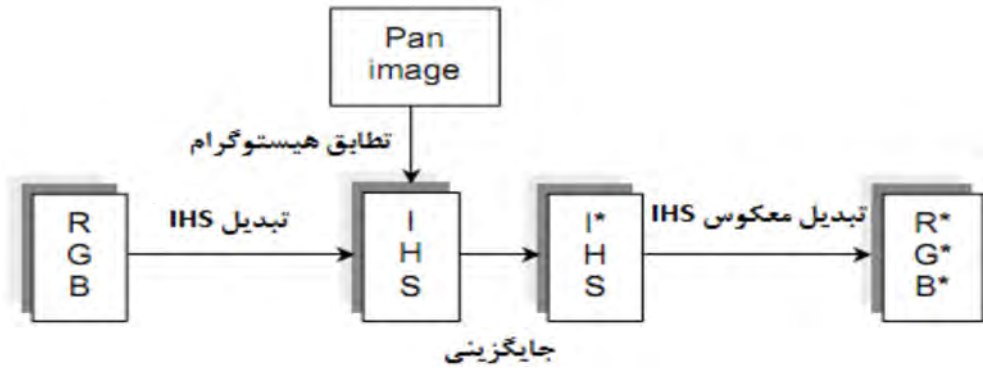 Pan
image
تطابق هیستوگرام
R
G
B
تبدیل IHS
I
H
S
I*
H
S
تبدیل معکوس IHS
R*
G*
B*
جایگزینی